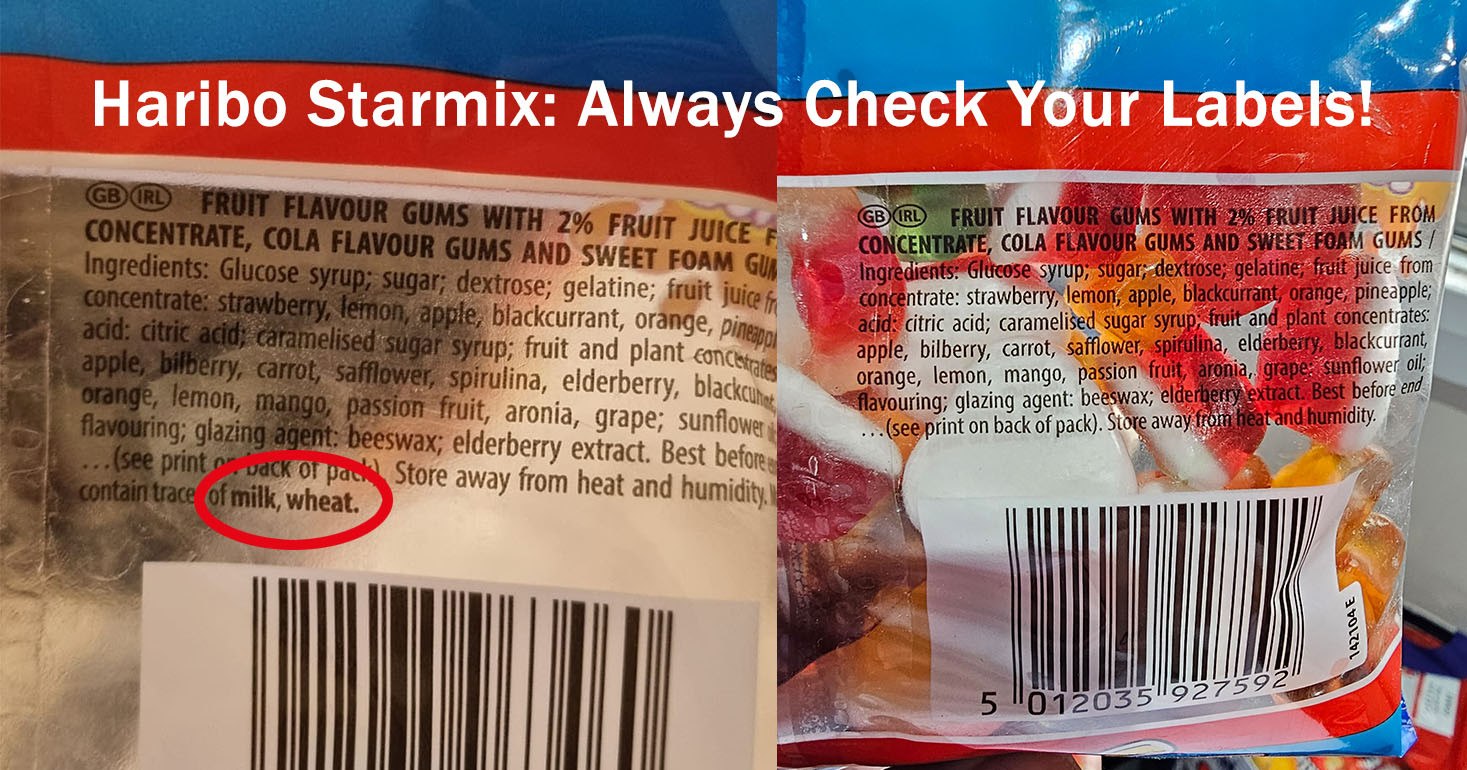 Haribo Starmix: Always Check Your Labels!
GB IRL FRUIT FLAVOUR GUMS WITH 2% FRUIT JUICE F
CONCENTRATE, COLA FLAVOUR GUMS AND SWEET FOAM GUM
Ingredients: Glucose syrup; sugar; dextrose; gelatine; fruit juice fr
concentrate: strawberry, lemon, apple, blackcurrant, orange, pineappl
acid: citric acid; caramelised sugar syrup; fruit and plant concentrates
apple, bilberry, carrot, safflower, spirulina, elderberry, blackcurrant,
orange, lemon, mango, passion fruit, aronia, grape; sunflower
flavouring; glazing agent: beeswax; elderberry extract. Best before
...(see print on back of pack). Store away from heat and humidity.
contain trace of milk, wheat.
GB IRL FRUIT FLAVOUR GUMS WITH 2% FRUIT JUICE FROM
CONCENTRATE, COLA FLAVOUR GUMS AND SWEET FOAM GUMS /
Ingredients: Glucose syrup; sugar; dextrose; gelatine; fruit juice from
concentrate: strawberry, lemon, apple, blackcurrant, orange, pineapple;
acid: citric acid; caramelised sugar syrup; fruit and plant concentrates:
apple, bilberry, carrot, safflower, spirulina, elderberry, blackcurrant,
orange, lemon, mango, passion fruit, aronia, grape; sunflower oil;
flavouring; glazing agent: beeswax; elderberry extract. Best before end
...(see print on back of pack). Store away from heat and humidity.
142104 E
5 012035 927592